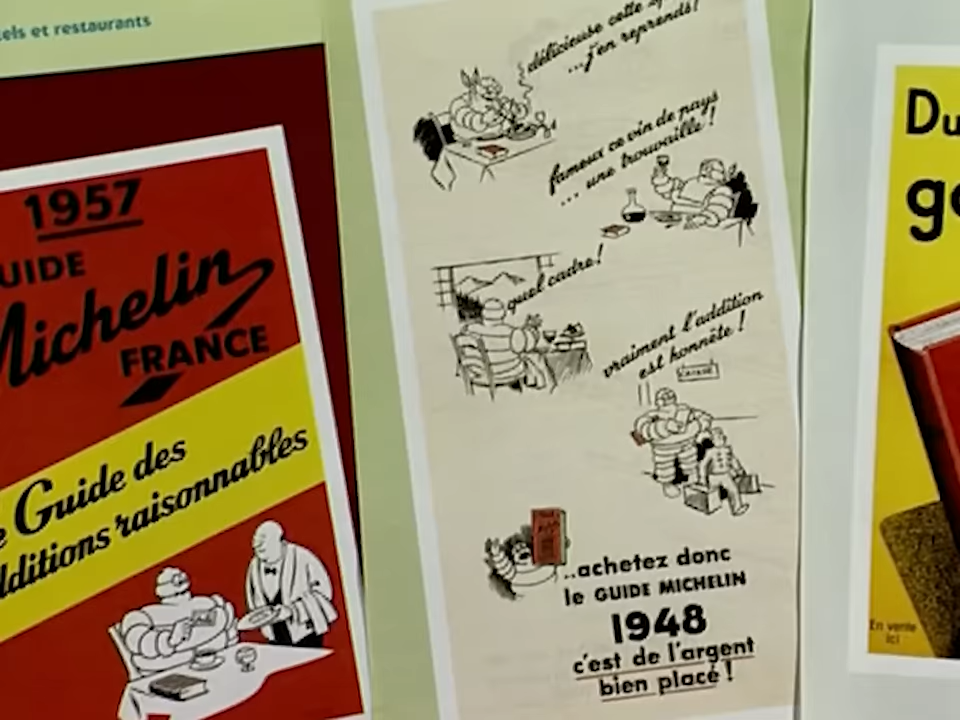 els et restaurants
1957
GUIDE
Michelin
FRANCE
Guide des
additions raisonnables
délicieuse cette
...j'en reprends!
fameux ce vin de pays
... une trouvaille!
quel cadre!
vraiment l'addition
est honnête!
..achetez donc
le GUIDE MICHELIN
1948
c'est de l'argent
bien placé!
Du
go
En vente
ici